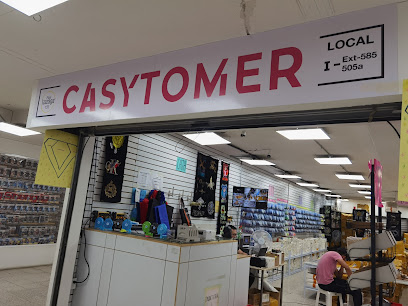 CASYTOMER
LOCAL
I- Ext-585
505a